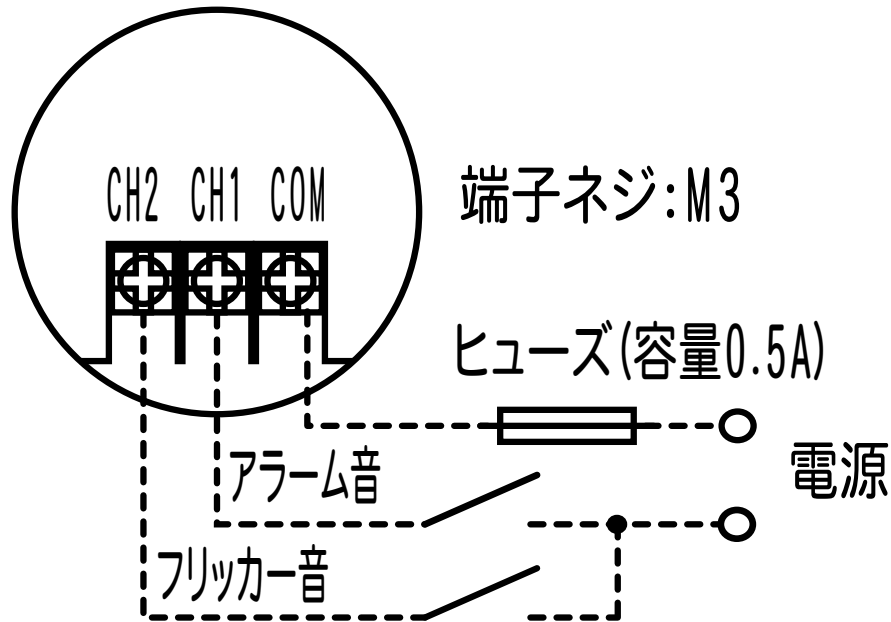 CH2 CH1 COM
端子ネジ:M3
ヒューズ(容量0.5A)
電源
アラーム音
フリッカー音